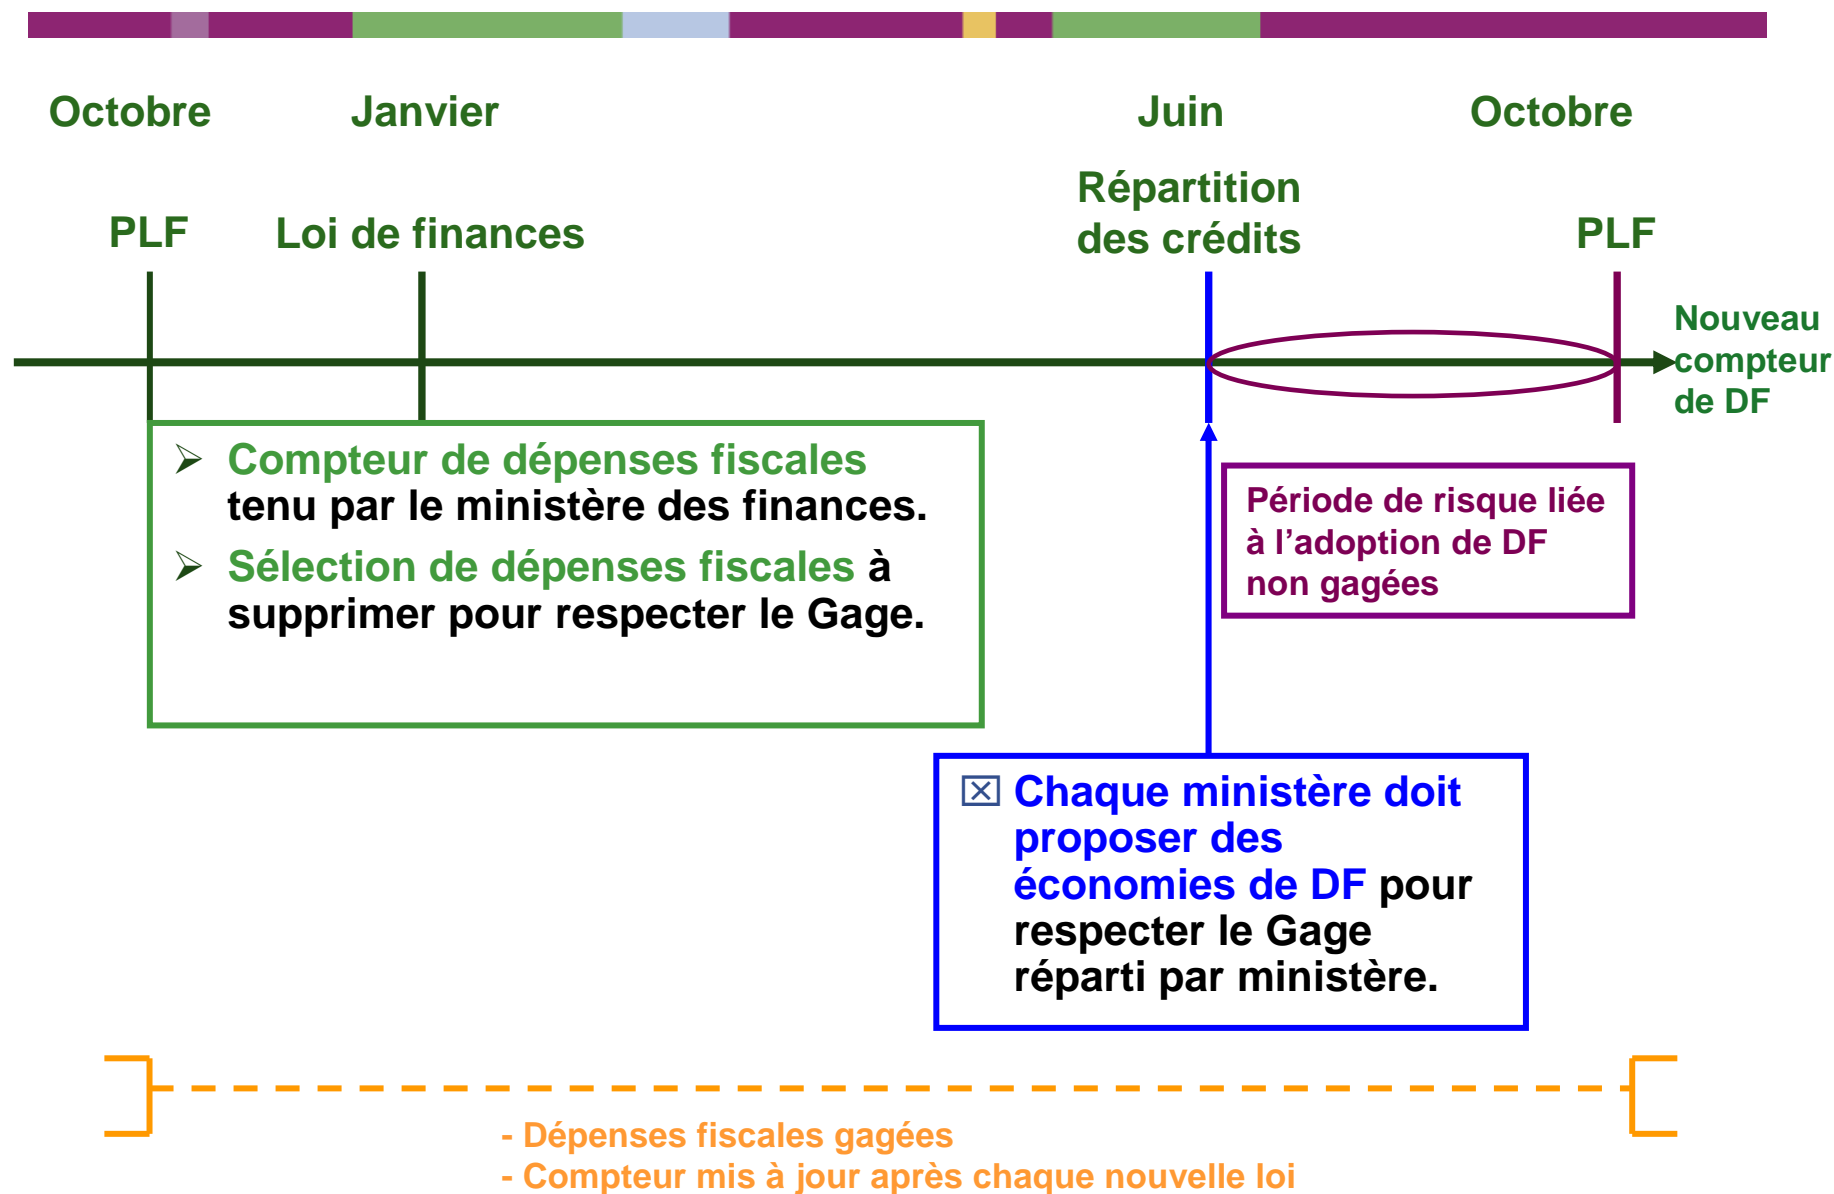 Octobre Janvier Juin Octobre
Répartition
PLF Loi de finances des crédits PLF
Nouveau
compteur
de DF
Compteur de dépenses fiscales
tenu par le ministère des finances.
Sélection de dépenses fiscales à
supprimer pour respecter le Gage.
Période de risque liée
à l’adoption de DF
non gagées
Chaque ministère doit
proposer des
économies de DF pour
respecter le Gage
réparti par ministère.
- Dépenses fiscales gagées
- Compteur mis à jour après chaque nouvelle loi